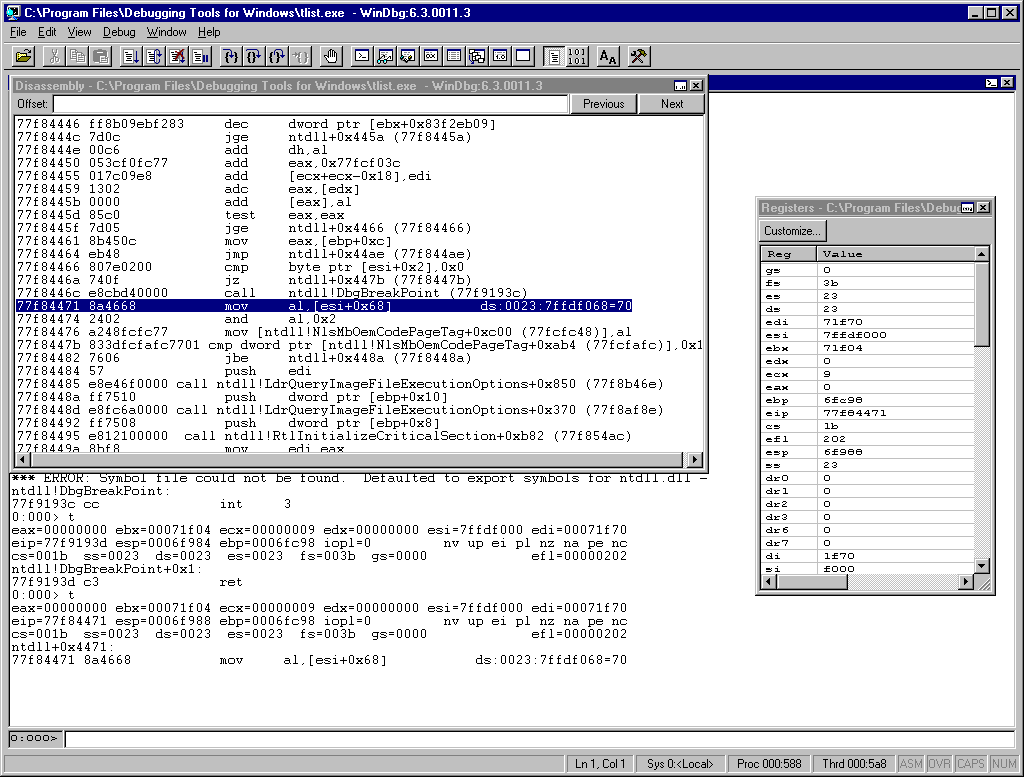 C:\Program Files\Debugging Tools for Windows\tlist.exe - WinDbg:6.3.0011.3
File Edit View Debug Window Help
Disassembly - C:\Program Files\Debugging Tools for Windows\tlist.exe - WinDbg:6.3.0011.3
Offset: Previous Next
77f84446 ff8b09ebf283 dec dword ptr [ebx+0x83f2eb09]
77f8444c 7d0c jge ntdll+0x445a (77f8445a)
77f8444e 00c6 add dh,al
77f84450 053cf0fc77 add eax,0x77fcf03c
77f84455 017c09e8 add [ecx+ecx-0x18],edi
77f84459 1302 adc eax,[edx]
77f8445b 0000 add [eax],al
77f8445d 85c0 test eax,eax
77f8445f 7d05 jge ntdll+0x4466 (77f84466)
77f84461 8b450c mov eax,[ebp+0xc]
77f84464 eb48 jmp ntdll+0x44ae (77f844ae)
77f84466 807e0200 cmp byte ptr [esi+0x2],0x0
77f8446a 740f jz ntdll+0x447b (77f8447b)
77f8446c e8cbd40000 call ntdll!DbgBreakPoint (77f9193c)
77f84471 8a4668 mov al,[esi+0x68] ds:0023:7ffdf068=70
77f84474 2402 and al,0x2
77f84476 a248fcfc77 mov [ntdll!NlsMbOemCodePageTag+0xc00 (77fcfc48)],al
77f8447b 833dfcfafc7701 cmp dword ptr [ntdll!NlsMbOemCodePageTag+0xab4 (77fcfafc)],0x1
77f84482 7606 jbe ntdll+0x448a (77f8448a)
77f84484 57 push edi
77f84485 e8e46f0000 call ntdll!LdrQueryImageFileExecutionOptions+0x850 (77f8b46e)
77f8448a ff7510 push dword ptr [ebp+0x10]
77f8448d e8fc6a0000 call ntdll!LdrQueryImageFileExecutionOptions+0x370 (77f8af8e)
77f84492 ff7508 push dword ptr [ebp+0x8]
77f84495 e812100000 call ntdll!RtlInitializeCriticalSection+0xb82 (77f854ac)
77f8449a 8bf8 mov edi,eax
Registers - C:\Program Files\Debug
Customize...
Reg Value
gs 0
fs 3b
es 23
ds 23
edi 71f70
esi 7ffdf000
ebx 71f04
edx 0
ecx 9
eax 0
ebp 6fc98
eip 77f84471
cs 1b
efl 202
esp 6f988
ss 23
dr0 0
dr1 0
dr2 0
dr3 0
dr6 0
dr7 0
di 1f70
si f000
*** ERROR: Symbol file could not be found. Defaulted to export symbols for ntdll.dll -
ntdll!DbgBreakPoint:
77f9193c cc int 3
0:000> t
eax=00000000 ebx=00071f04 ecx=00000009 edx=00000000 esi=7ffdf000 edi=00071f70
eip=77f9193d esp=0006f984 ebp=0006fc98 iopl=0 nv up ei pl nz na pe nc
cs=001b ss=0023 ds=0023 es=0023 fs=003b gs=0000 efl=00000202
ntdll!DbgBreakPoint+0x1:
77f9193d c3 ret
0:000> t
eax=00000000 ebx=00071f04 ecx=00000009 edx=00000000 esi=7ffdf000 edi=00071f70
eip=77f84471 esp=0006f988 ebp=0006fc98 iopl=0 nv up ei pl nz na pe nc
cs=001b ss=0023 ds=0023 es=0023 fs=003b gs=0000 efl=00000202
ntdll+0x4471:
77f84471 8a4668 mov al,[esi+0x68] ds:0023:7ffdf068=70
0:000>
Ln 1, Col 1 Sys 0:<Local> Proc 000:588 Thrd 000:5a8 ASM OVR CAPS NUM